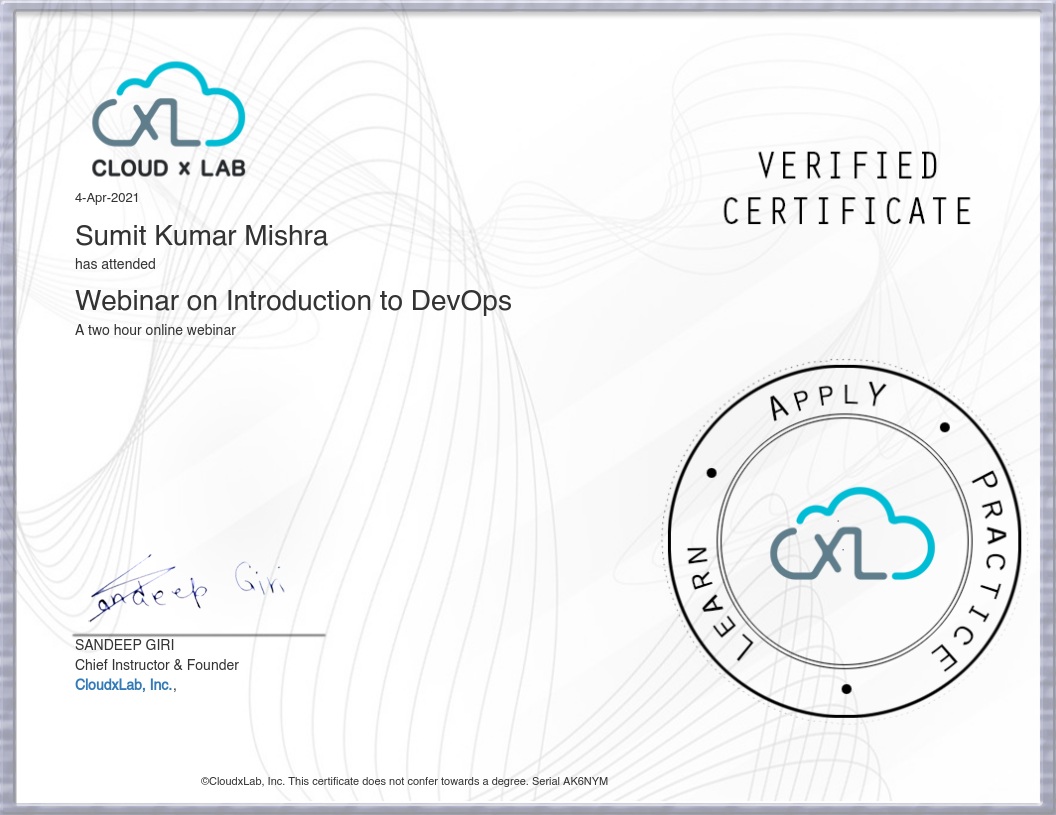 CXL
CLOUD x LAB
4-Apr-2021
Sumit Kumar Mishra
has attended
Webinar on Introduction to DevOps
A two hour online webinar
VERIFIED
CERTIFICATE
LEARN
APPLY
PRACTICE
CXL
Sandeep Giri
SANDEEP GIRI
Chief Instructor & Founder
CloudxLab, Inc.,
©CloudxLab, Inc. This certificate does not confer towards a degree. Serial AK6NYM